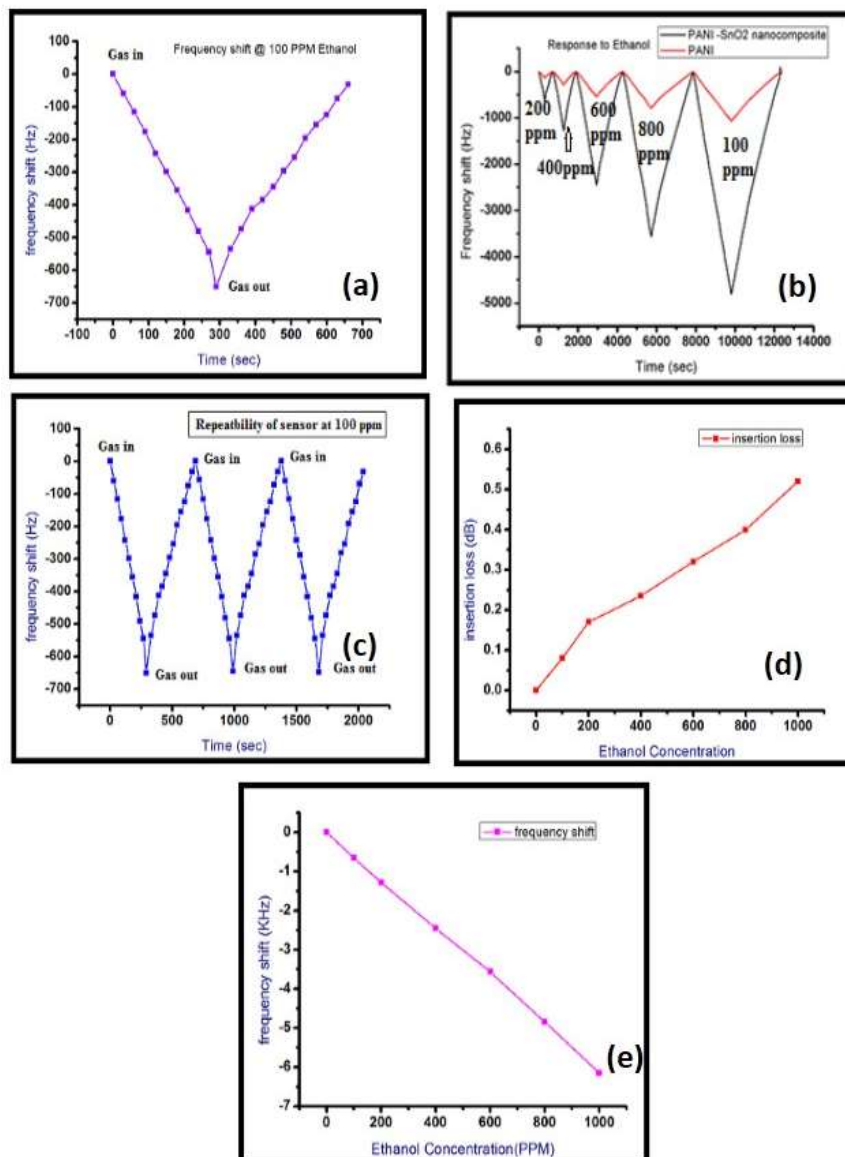 Gas in
Frequency shift @ 100 PPM Ethanol
100
0
-100
-200
-300
-400
-500
-600
-700
frequency shift (Hz)
Gas out
(a)
-100 0 100 200 300 400 500 600 700
Time (sec)
Response to Ethanol
PANI -SnO2 nanocomposite
PANI
0
-1000
-2000
-3000
-4000
-5000
Frequency shift (Hz)
200
ppm
400ppm
600
ppm
800
ppm
100
ppm
(b)
0 2000 4000 6000 8000 10000 12000 14000
Time (sec)
Repeatbility of sensor at 100 ppm
100
0
-100
-200
-300
-400
-500
-600
-700
frequency shift (Hz)
Gas in
Gas in
Gas in
Gas out
Gas out
Gas out
(c)
0 500 1000 1500 2000
Time (sec)
insertion loss
0.6
0.5
0.4
0.3
0.2
0.1
0.0
insertion loss (dB)
(d)
0 200 400 600 800 1000
Ethanol Concentration
frequency shift
0
-1
-2
-3
-4
-5
-6
-7
frequency shift (KHz)
(e)
0 200 400 600 800 1000
Ethanol Concentration(PPM)